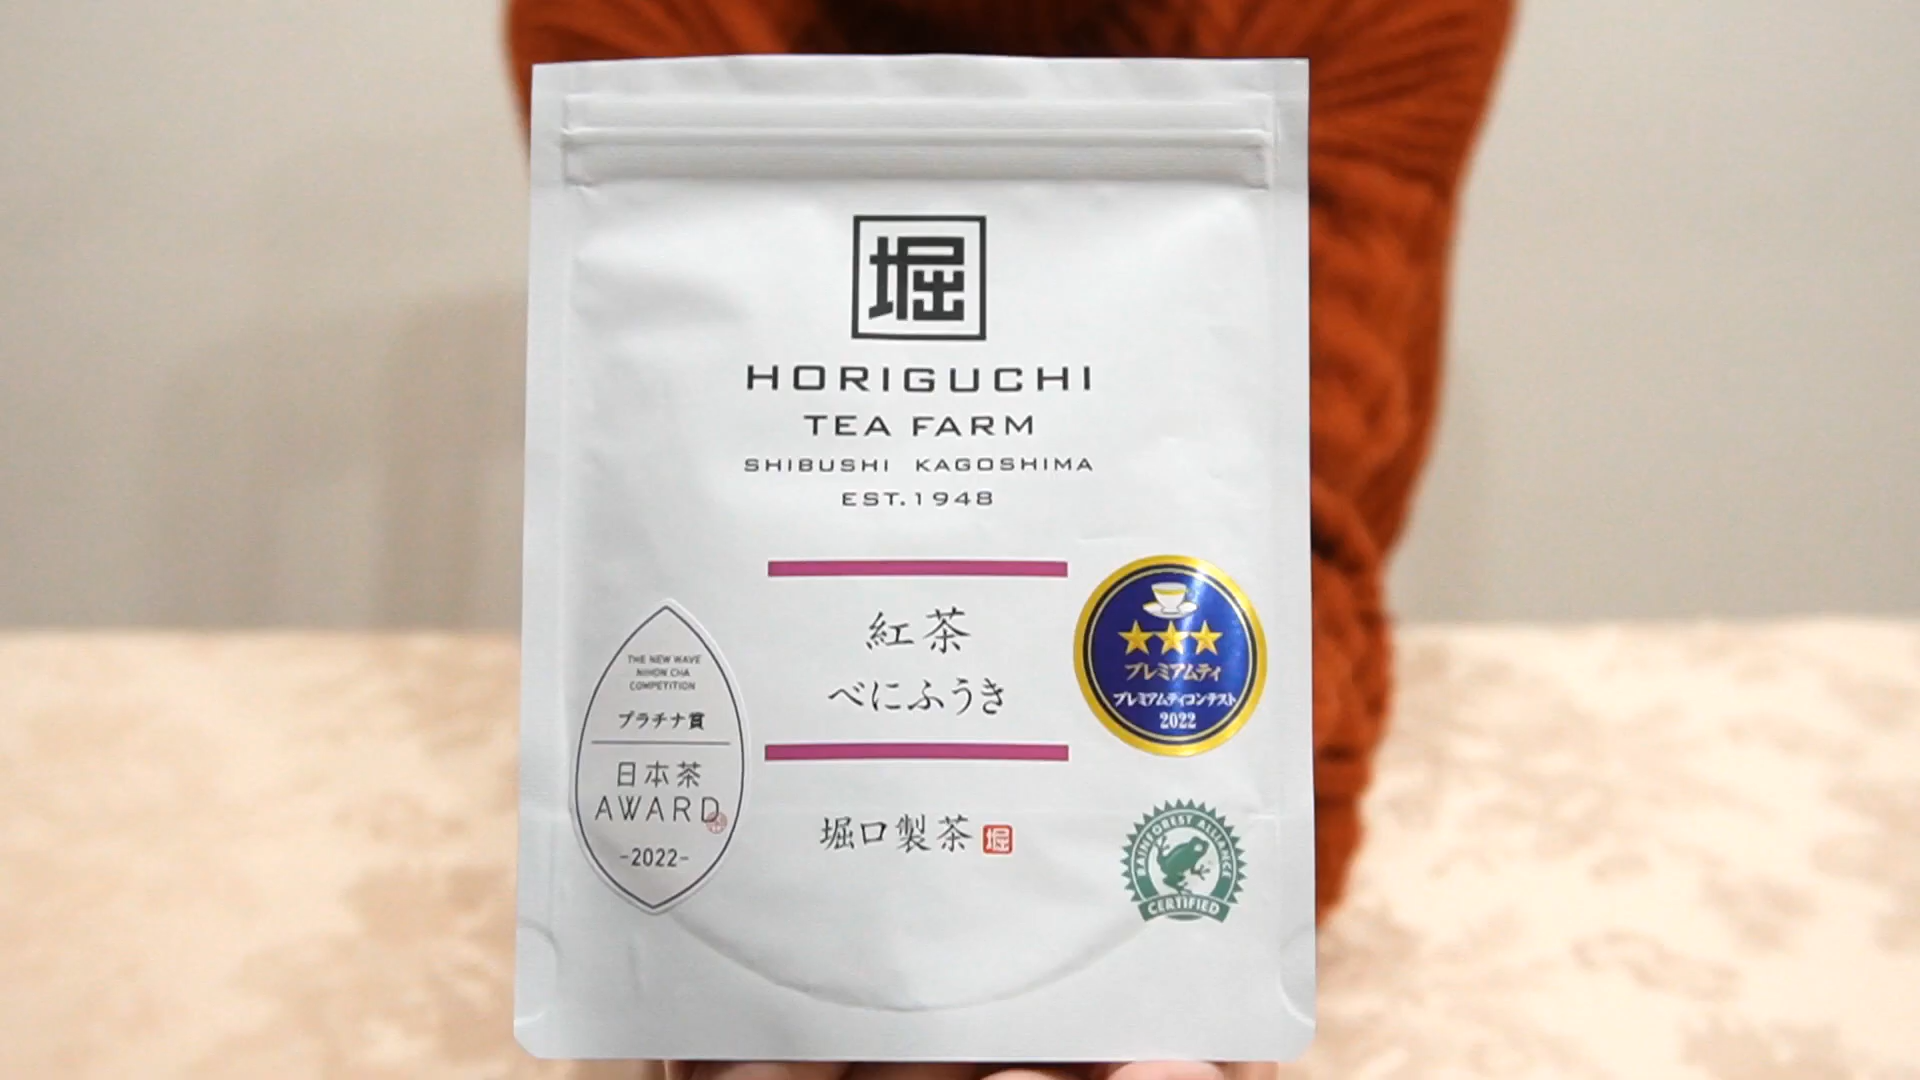 堀
HORIGUCHI
TEA FARM
SHIBUSHI KAGOSHIMA
EST.1948
紅茶
べにふうき
堀口製茶 堀
THE NEW WAVE
NIHON CHA
COMPETITION
プラチナ賞
日本茶
AWARD
-2022-
プレミアムティ
プレミアムティコンテスト
2022
RAINFOREST ALLIANCE
CERTIFIED